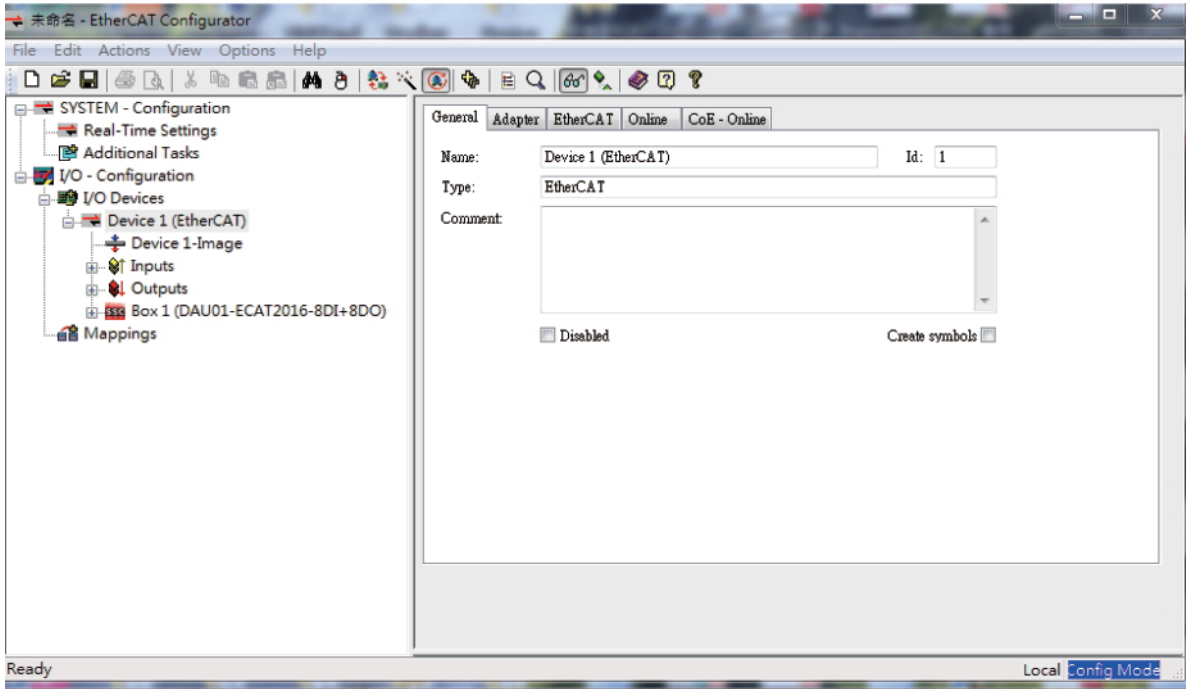 未命名 - EtherCAT Configurator
File Edit Actions View Options Help
SYSTEM - Configuration
Real-Time Settings
Additional Tasks
I/O - Configuration
I/O Devices
Device 1 (EtherCAT)
Device 1-Image
Inputs
Outputs
Box 1 (DAU01-ECAT2016-8DI+8DO)
Mappings
General Adapter EtherCAT Online CoE - Online
Name: Device 1 (EtherCAT) Id: 1
Type: EtherCAT
Comment:
Disabled Create symbols
Ready Local Config Mode